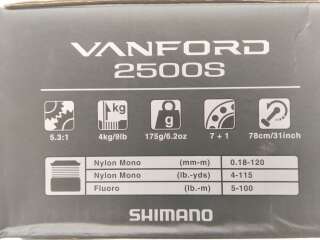 VANFORD
2500S
kg
g
5.3:1 4kg/9lb 175g/6.2oz 7 + 1 78cm/31inch
Nylon Mono (mm-m) 0.18-120
Nylon Mono (lb.-yds) 4-115
Fluoro (lb.-m) 5-100
SHIMANO